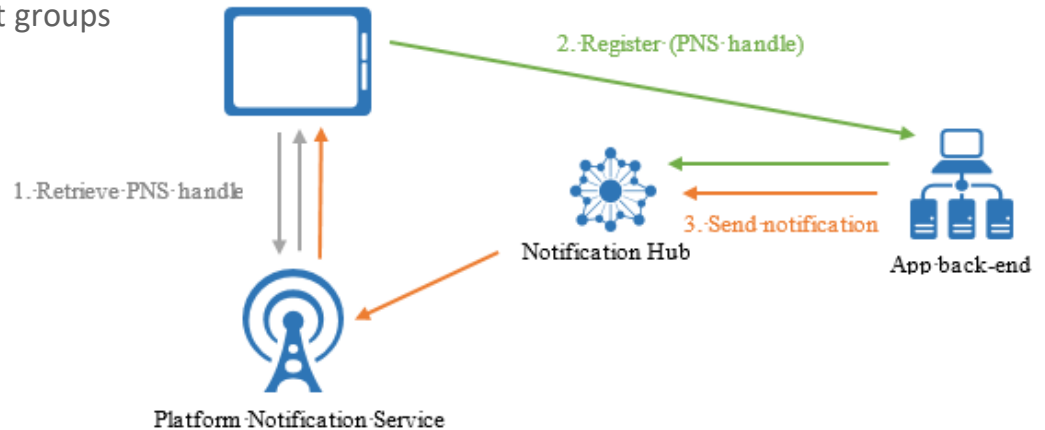 t groups
2. Register (PNS handle)
1. Retrieve PNS handle
3. Send notification
Notification Hub
App back-end
Platform Notification Service